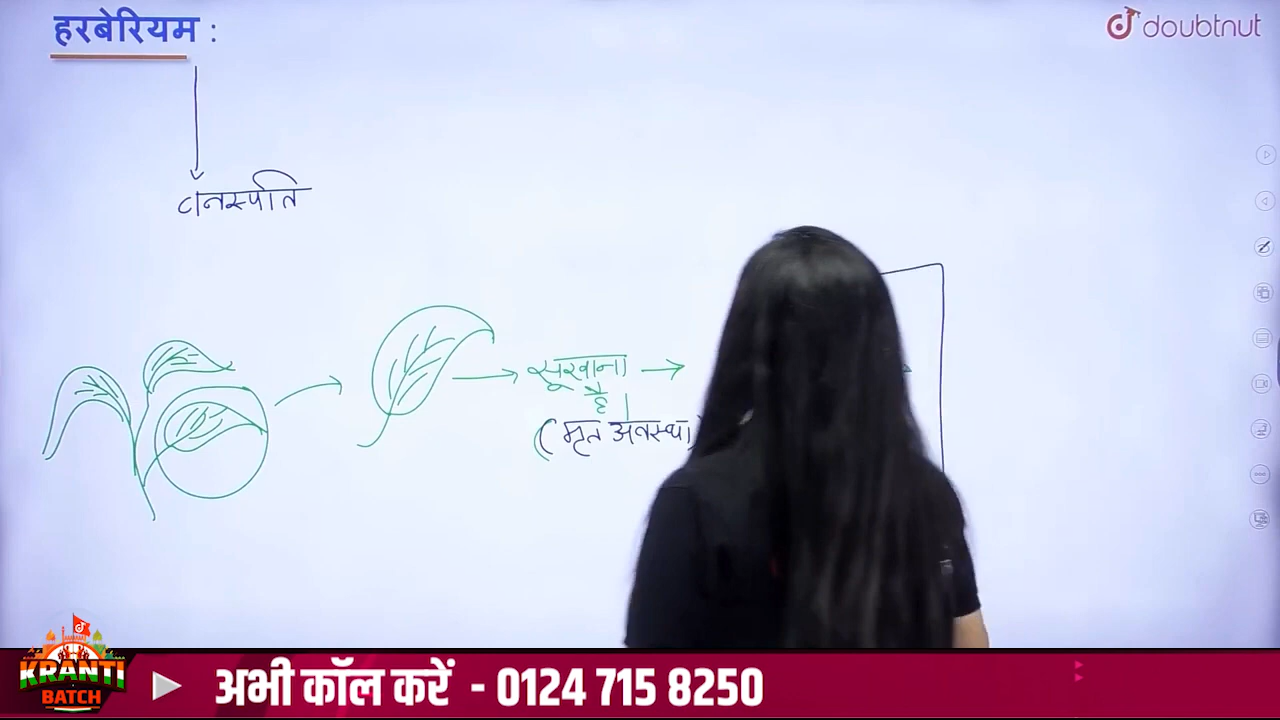 हरबेरियम :
doubtnut
वनस्पति
सूखाना
है।
(मृत अवस्था)
KRANTI
BATCH
अभी कॉल करें - 0124 715 8250